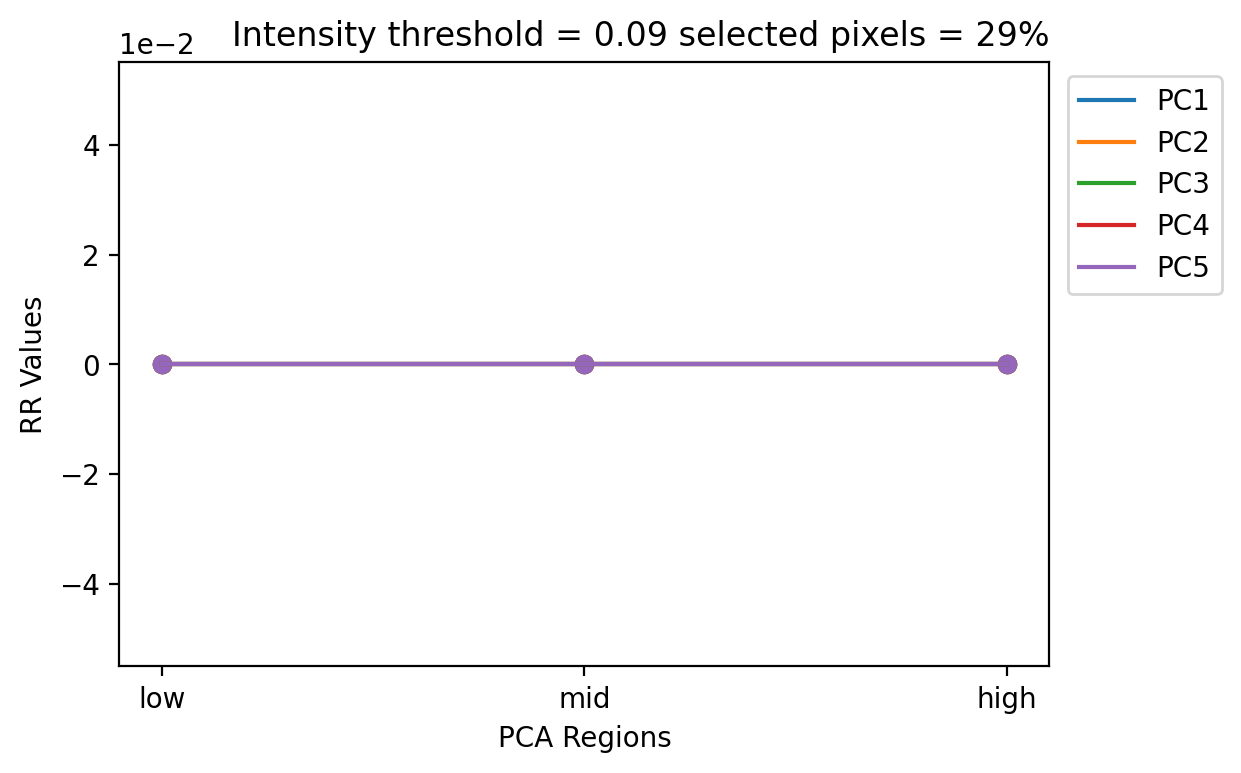 1e−2
Intensity threshold = 0.09 selected pixels = 29%
PC1
PC2
PC3
PC4
PC5
4
2
0
−2
−4
RR Values
low
mid
high
PCA Regions